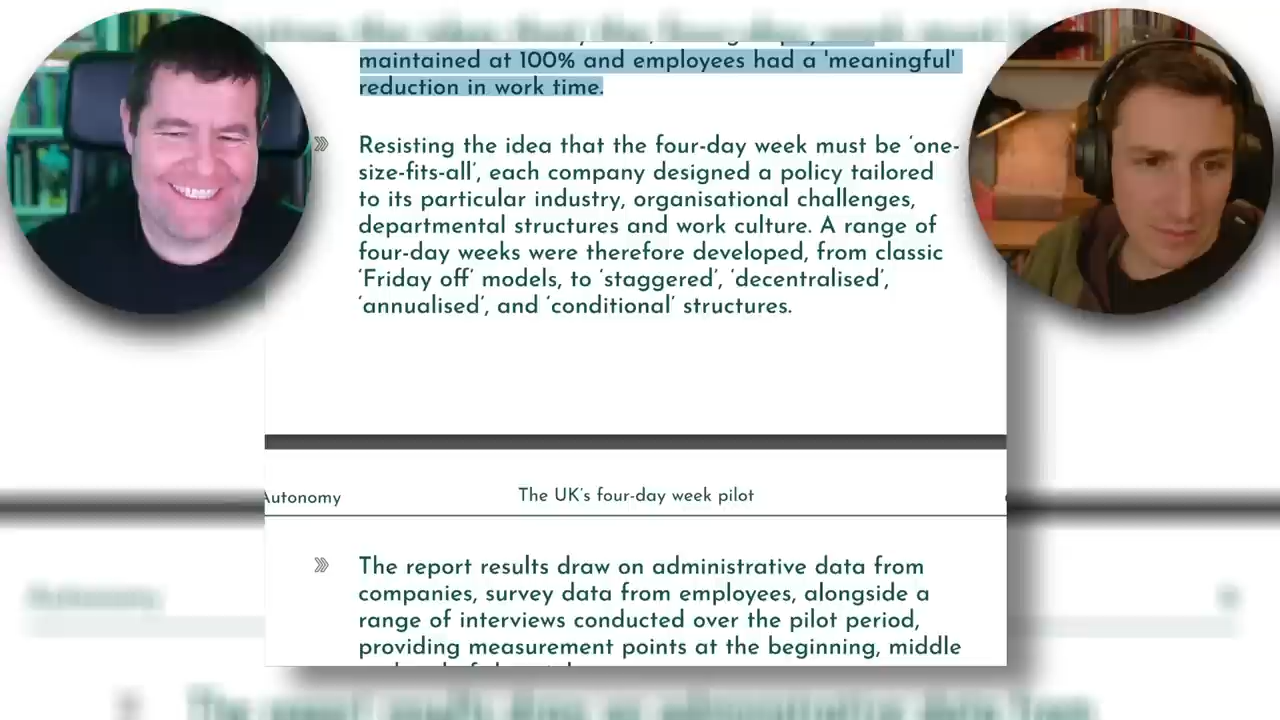 maintained at 100% and employees had a 'meaningful'
reduction in work time.
Resisting the idea that the four-day week must be ‘one-
size-fits-all’, each company designed a policy tailored
to its particular industry, organisational challenges,
departmental structures and work culture. A range of
four-day weeks were therefore developed, from classic
‘Friday off’ models, to ‘staggered’, ‘decentralised’,
‘annualised’, and ‘conditional’ structures.
Autonomy
The UK’s four-day week pilot
The report results draw on administrative data from
companies, survey data from employees, alongside a
range of interviews conducted over the pilot period,
providing measurement points at the beginning, middle